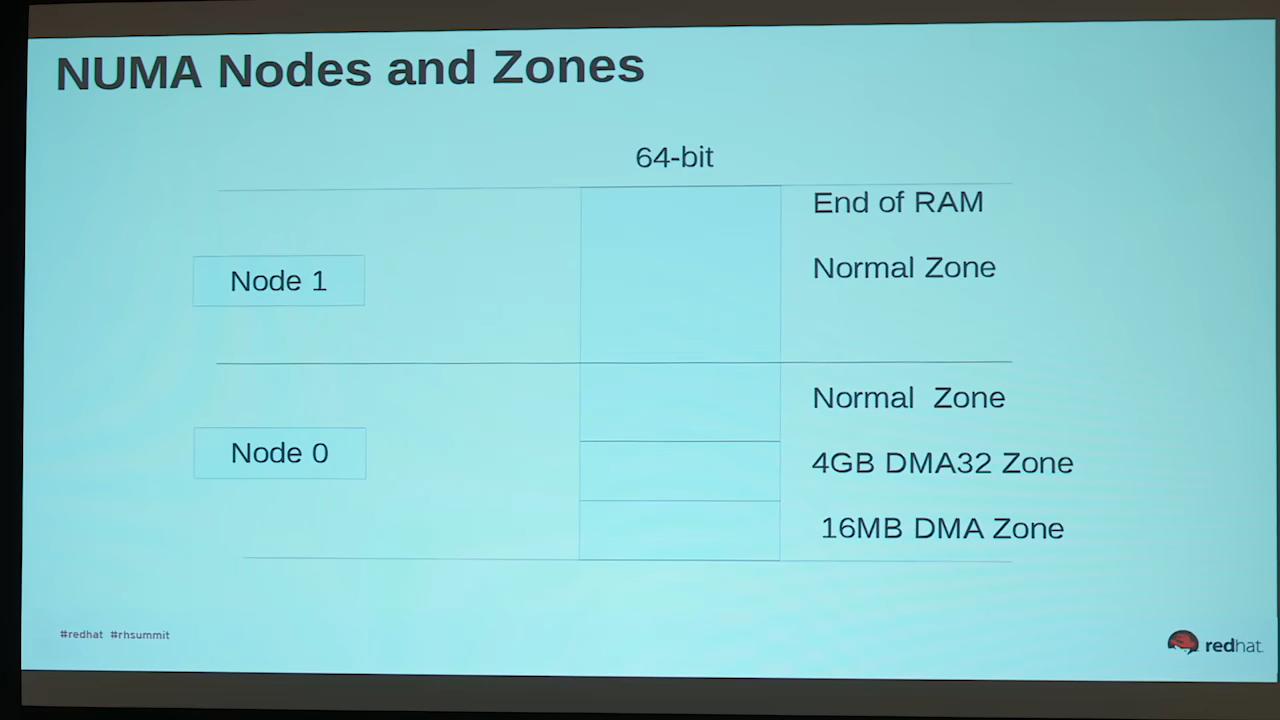 NUMA Nodes and Zones
64-bit
End of RAM
Node 1
Normal Zone
Normal Zone
Node 0
4GB DMA32 Zone
16MB DMA Zone
#redhat #rhsummit
redhat.